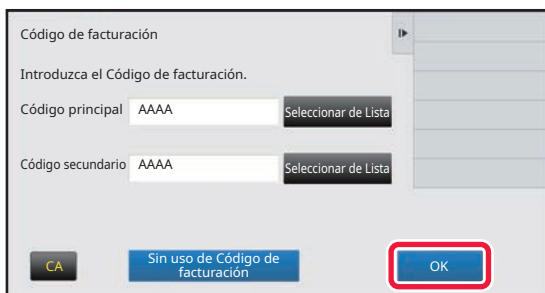 Código de facturación
Introduzca el Código de facturación.
Código principal AAAA Seleccionar de Lista
Código secundario AAAA Seleccionar de Lista
CA
Sin uso de Código de
facturación
OK